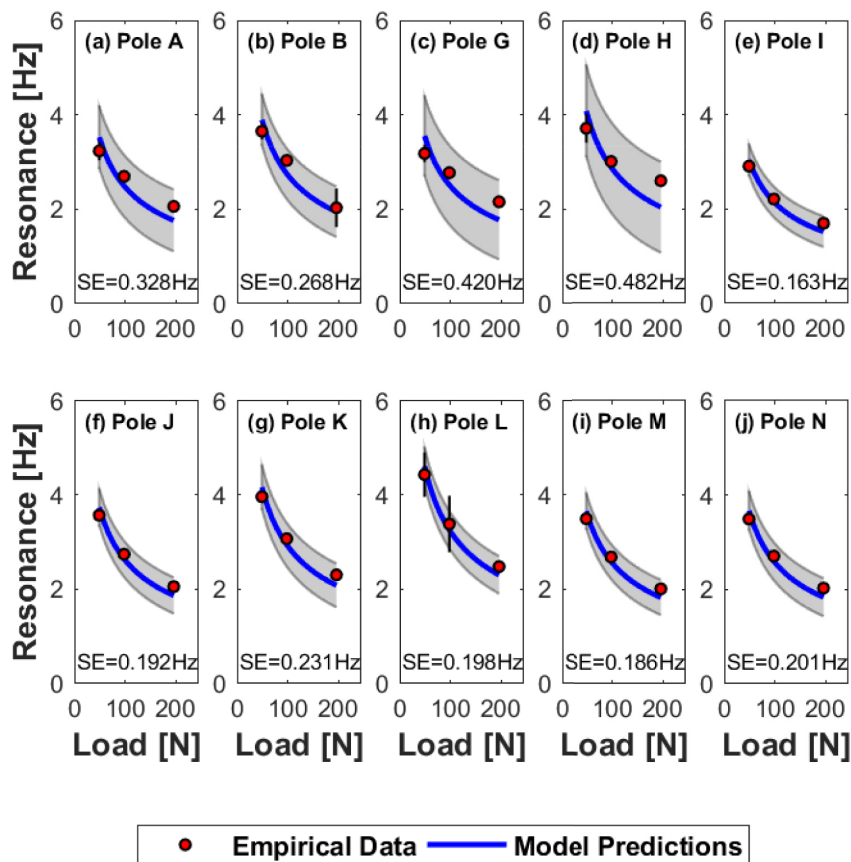 (a) Pole A
(b) Pole B
(c) Pole G
(d) Pole H
(e) Pole I
Resonance [Hz]
6
4
2
0
6
4
2
0
6
4
2
0
6
4
2
0
6
4
2
0
SE=0.328Hz
SE=0.268Hz
SE=0.420Hz
SE=0.482Hz
SE=0.163Hz
0 100 200
0 100 200
0 100 200
0 100 200
0 100 200
(f) Pole J
(g) Pole K
(h) Pole L
(i) Pole M
(j) Pole N
Resonance [Hz]
6
4
2
0
6
4
2
0
6
4
2
0
6
4
2
0
6
4
2
0
SE=0.192Hz
SE=0.231Hz
SE=0.198Hz
SE=0.186Hz
SE=0.201Hz
0 100 200
0 100 200
0 100 200
0 100 200
0 100 200
Load [N]
Load [N]
Load [N]
Load [N]
Load [N]
Empirical Data
Model Predictions